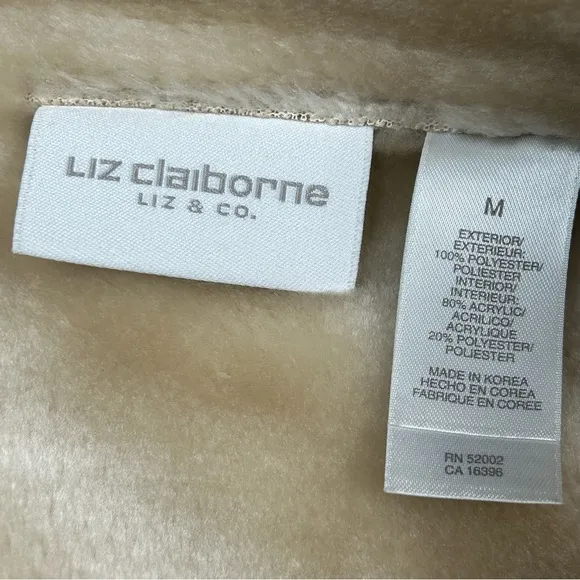 LIZ claiborne
LIZ & CO.
M
EXTERIOR/
EXTERIEUR:
100% POLYESTER/
POLIESTER
INTERIOR/
INTERIEUR:
80% ACRYLIC/
ACRILICO/
ACRYLIQUE
20% POLYESTER/
POLIESTER
MADE IN KOREA
HECHO EN COREA
FABRIQUE EN COREE
RN 52002
CA 16396